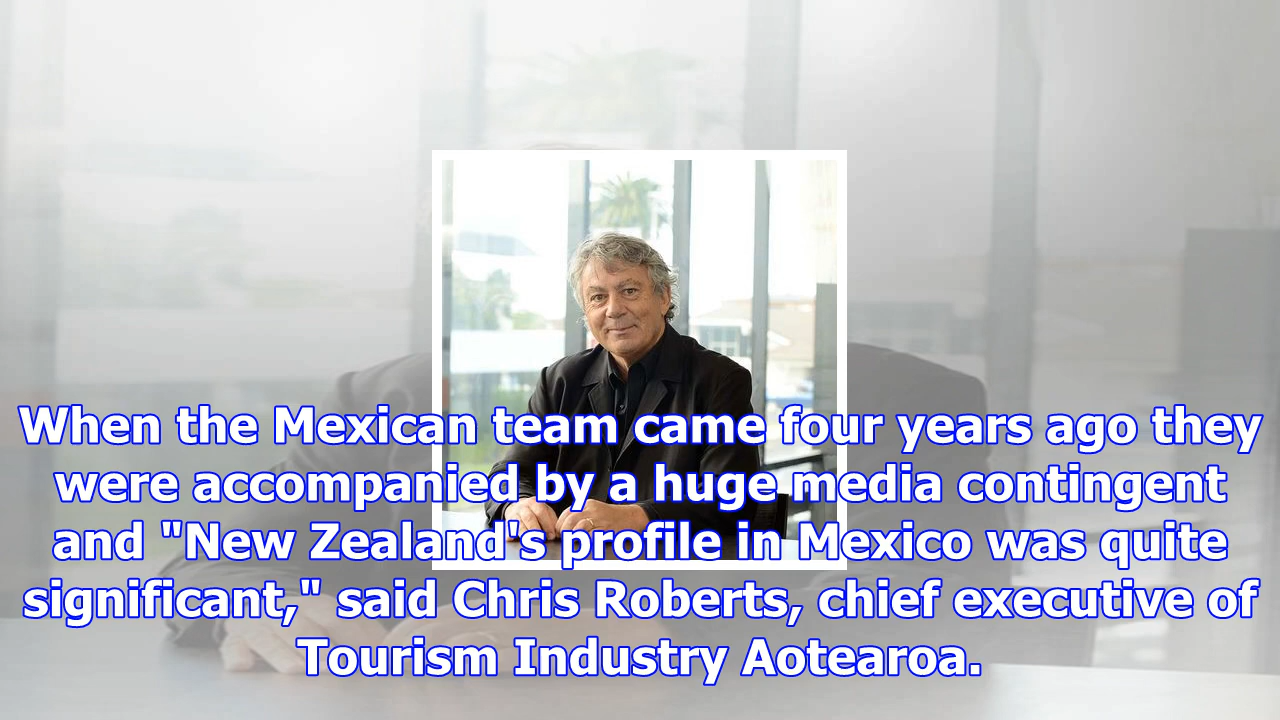 When the Mexican team came four years ago they
were accompanied by a huge media contingent
and "New Zealand's profile in Mexico was quite
significant," said Chris Roberts, chief executive of
Tourism Industry Aotearoa.